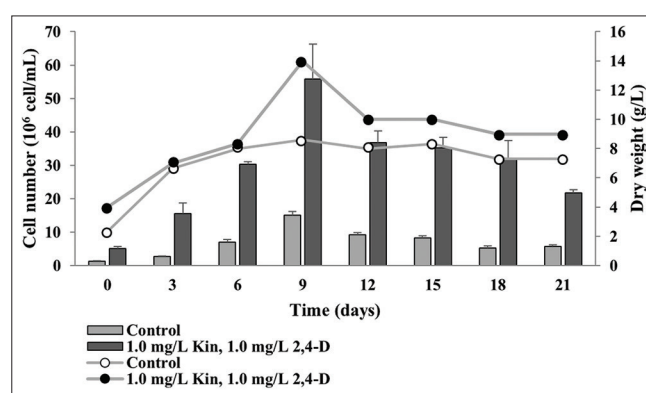 70
60
50
40
30
20
10
0
Cell number (10⁶ cell/mL)
16
14
12
10
8
6
4
2
0
Dry weight (g/L)
0 3 6 9 12 15 18 21
Time (days)
Control
1.0 mg/L Kin, 1.0 mg/L 2,4-D
Control
1.0 mg/L Kin, 1.0 mg/L 2,4-D